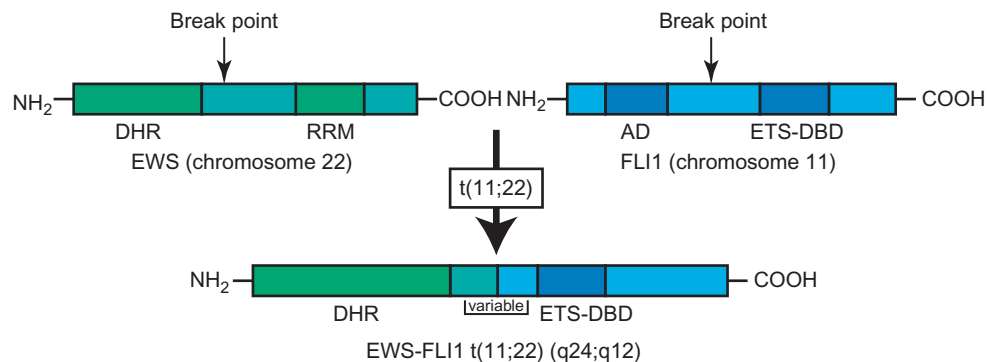 Break point Break point
NH2 COOH NH2 COOH
DHR RRM AD ETS-DBD
EWS (chromosome 22) FLI1 (chromosome 11)
t(11;22)
NH2 COOH
DHR variable ETS-DBD
EWS-FLI1 t(11;22) (q24;q12)